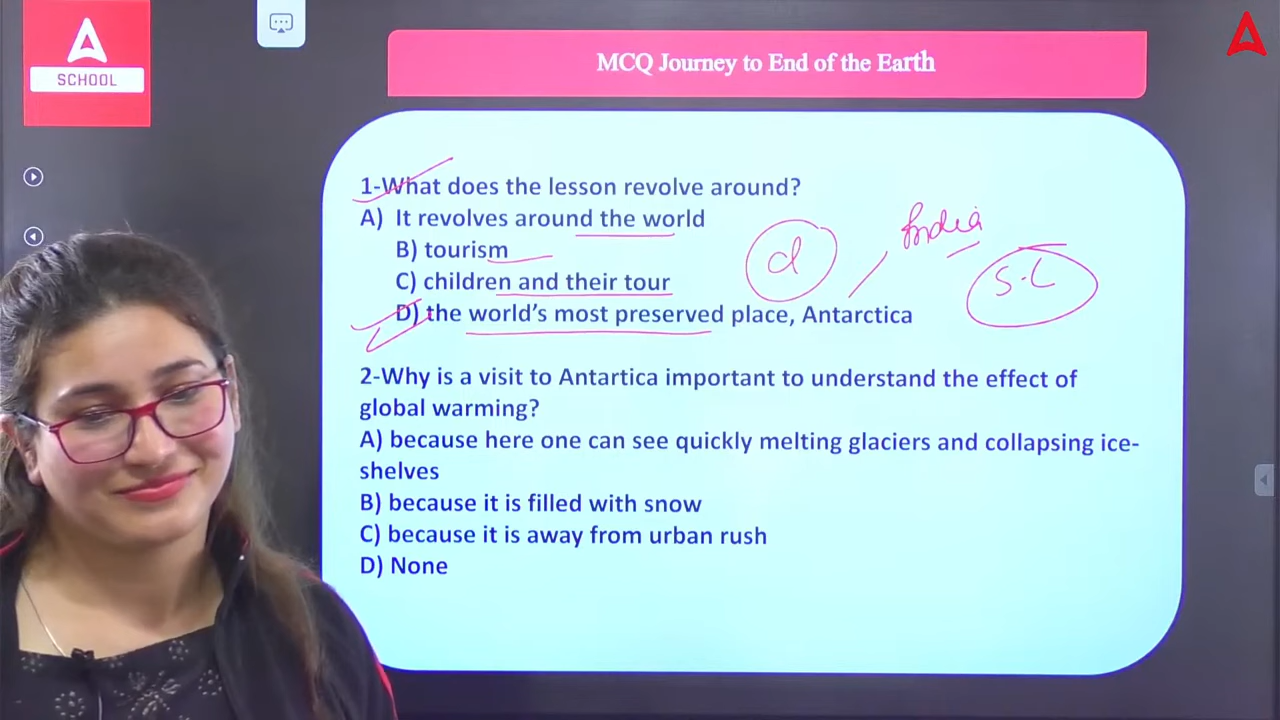 SCHOOL
MCQ Journey to End of the Earth
1-What does the lesson revolve around?
A) It revolves around the world
B) tourism
C) children and their tour
D) the world's most preserved place, Antarctica
d
India
S.L
2-Why is a visit to Antartica important to understand the effect of
global warming?
A) because here one can see quickly melting glaciers and collapsing ice-
shelves
B) because it is filled with snow
C) because it is away from urban rush
D) None